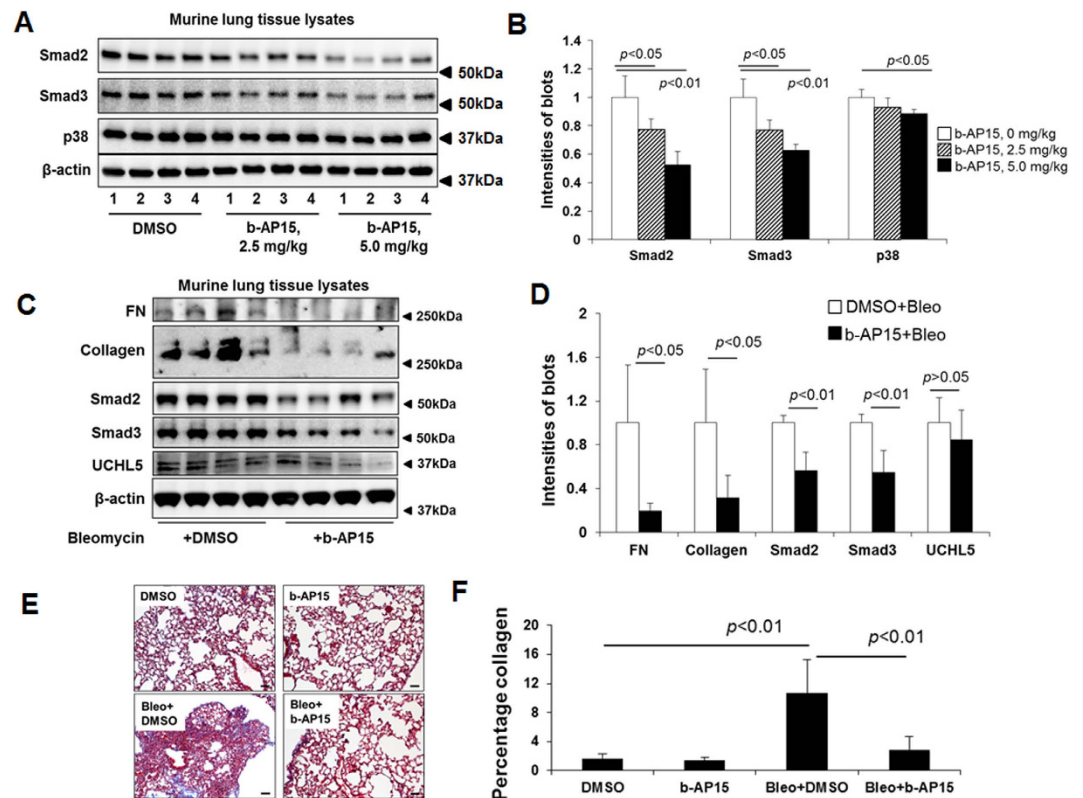 A
Murine lung tissue lysates
Smad2
50kDa
Smad3
50kDa
p38
37kDa
β-actin
37kDa
1 2 3 4 1 2 3 4 1 2 3 4
DMSO
b-AP15,
2.5 mg/kg
b-AP15,
5.0 mg/kg
B
Intensities of blots
1.4
1.2
1
0.8
0.6
0.4
0.2
0
p<0.05
p<0.01
p<0.05
p<0.01
p<0.05
Smad2 Smad3 p38
b-AP15, 0 mg/kg
b-AP15, 2.5 mg/kg
b-AP15, 5.0 mg/kg
C
Murine lung tissue lysates
FN
250kDa
Collagen
250kDa
Smad2
50kDa
Smad3
50kDa
UCHL5
37kDa
β-actin
37kDa
Bleomycin +DMSO +b-AP15
D
DMSO+Bleo
b-AP15+Bleo
Intensities of blots
2
1.6
1.2
0.8
0.4
0
p<0.05
p<0.05
p<0.01
p<0.01
p>0.05
FN Collagen Smad2 Smad3 UCHL5
E
DMSO
b-AP15
Bleo+
DMSO
Bleo+
b-AP15
F
Percentage collagen
20
16
12
8
4
0
p<0.01
p<0.01
DMSO b-AP15 Bleo+DMSO Bleo+b-AP15